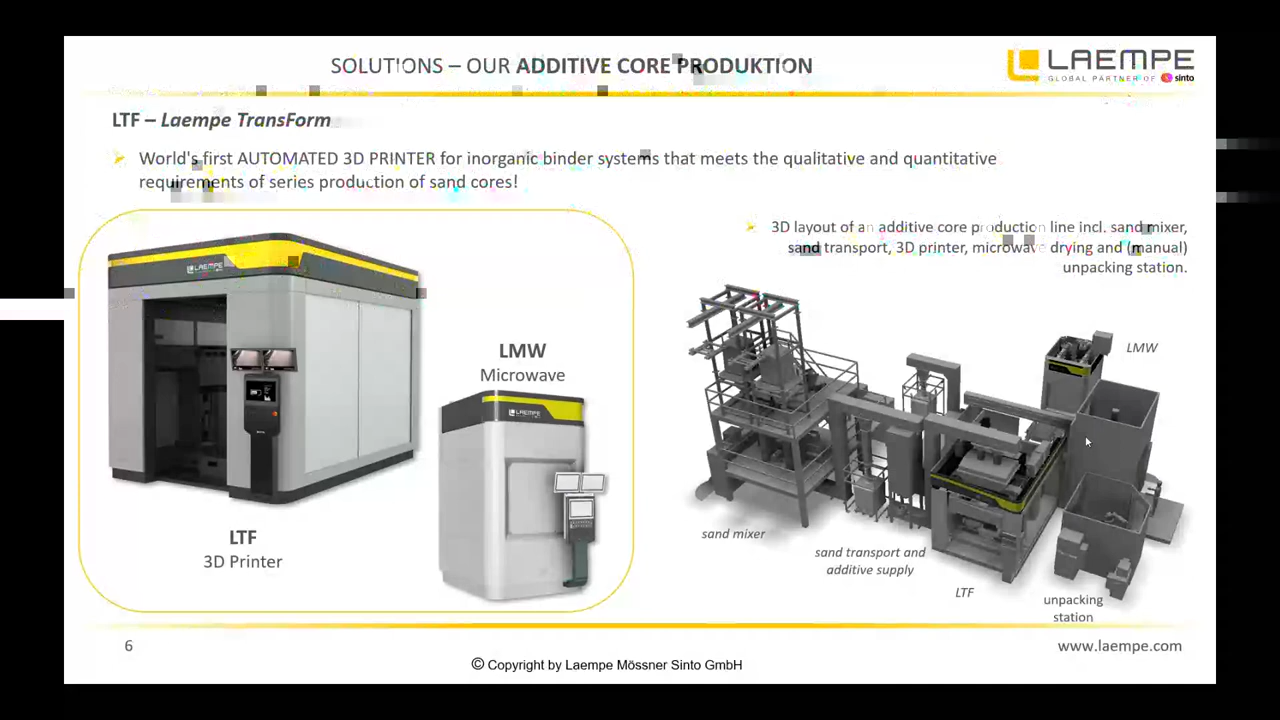 SOLUTIONS – OUR ADDITIVE CORE PRODUKTION
LAEMPE
GLOBAL PARTNER OF sinto
LTF – Laempe TransForm
World's first AUTOMATED 3D PRINTER for inorganic binder systems that meets the qualitative and quantitative
requirements of series production of sand cores!
3D layout of an additive core production line incl. sand mixer,
sand transport, 3D printer, microwave drying and (manual)
unpacking station.
LAEMPE
LMW
Microwave
LAEMPE
LTF
3D Printer
LMW
sand mixer
sand transport and
additive supply
LTF
unpacking
station
6
www.laempe.com
© Copyright by Laempe Mössner Sinto GmbH